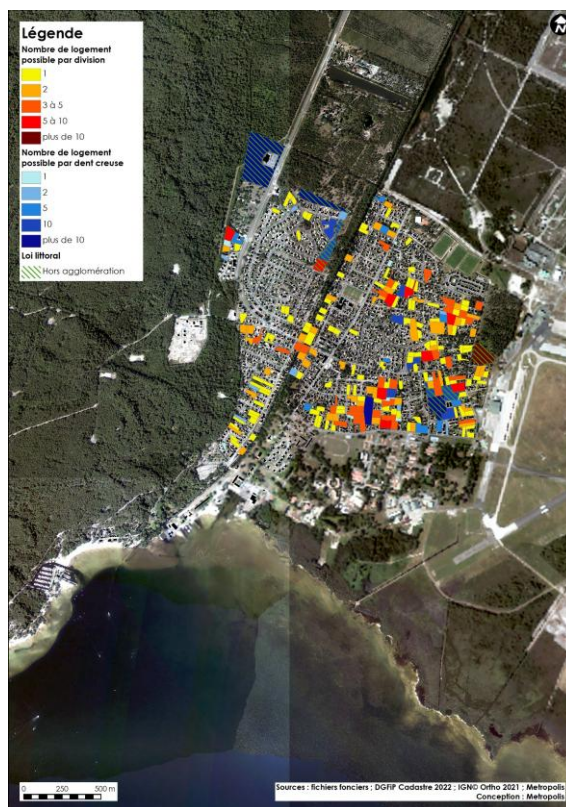 Légende
Nombre de logement
possible par division
1
2
3 à 5
5 à 10
plus de 10
Nombre de logement
possible par dent creuse
1
2
5
10
plus de 10
Loi littoral
Hors agglomération
N
0 250 500 m
Sources : fichiers fonciers ; DGFiP Cadastre 2022 ; IGN© Ortho 2021 ; Metropolis
Conception : Metropolis